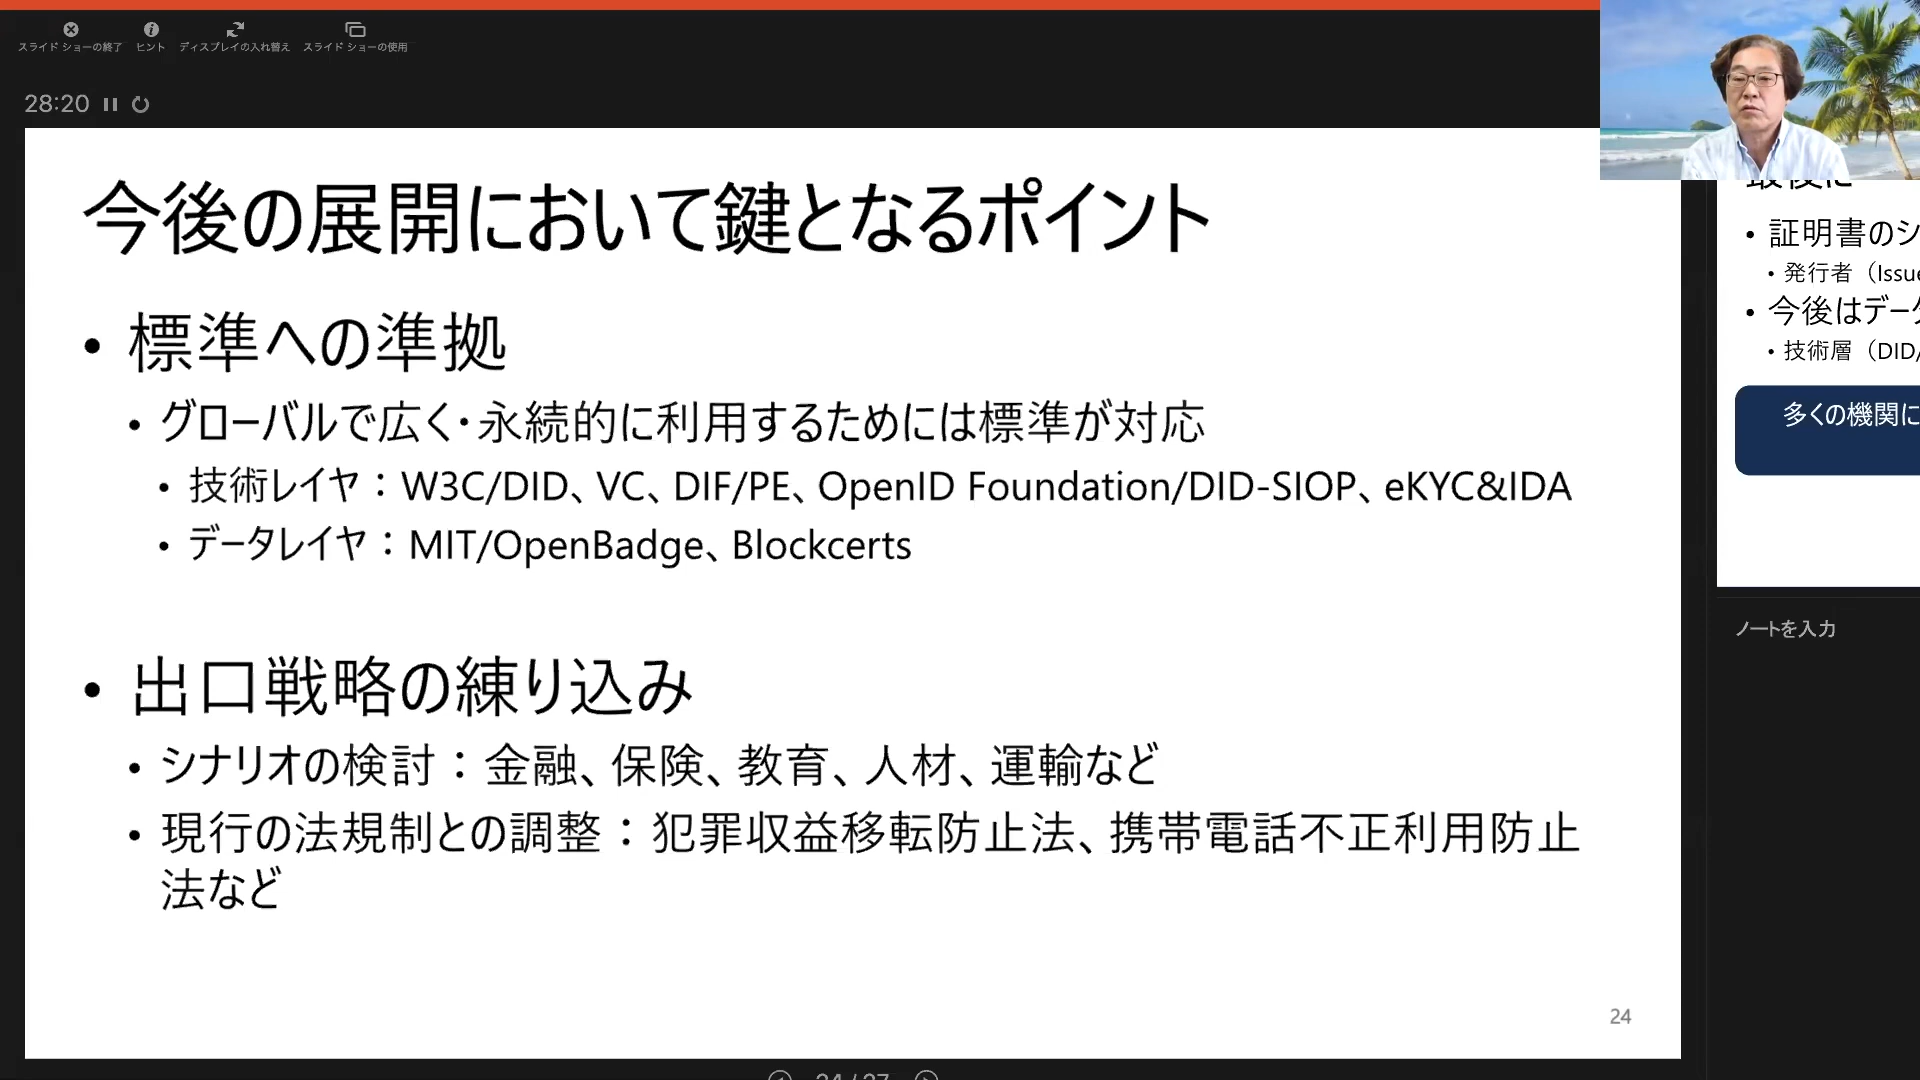 スライド ショーの終了 ヒント ディスプレイの入れ替え スライド ショーの使用
28:20
今後の展開において鍵となるポイント
• 標準への準拠
• グローバルで広く・永続的に利用するためには標準が対応
• 技術レイヤ：W3C/DID、VC、DIF/PE、OpenID Foundation/DID-SIOP、eKYC&IDA
• データレイヤ：MIT/OpenBadge、Blockcerts
• 出口戦略の練り込み
• シナリオの検討：金融、保険、教育、人材、運輸など
• 現行の法規制との調整：犯罪収益移転防止法、携帯電話不正利用防止
法など
24
最後に
• 証明書のシ
• 発行者（Issue
• 今後はデータ
• 技術層（DID/
多くの機関に
ノートを入力
24 / 27